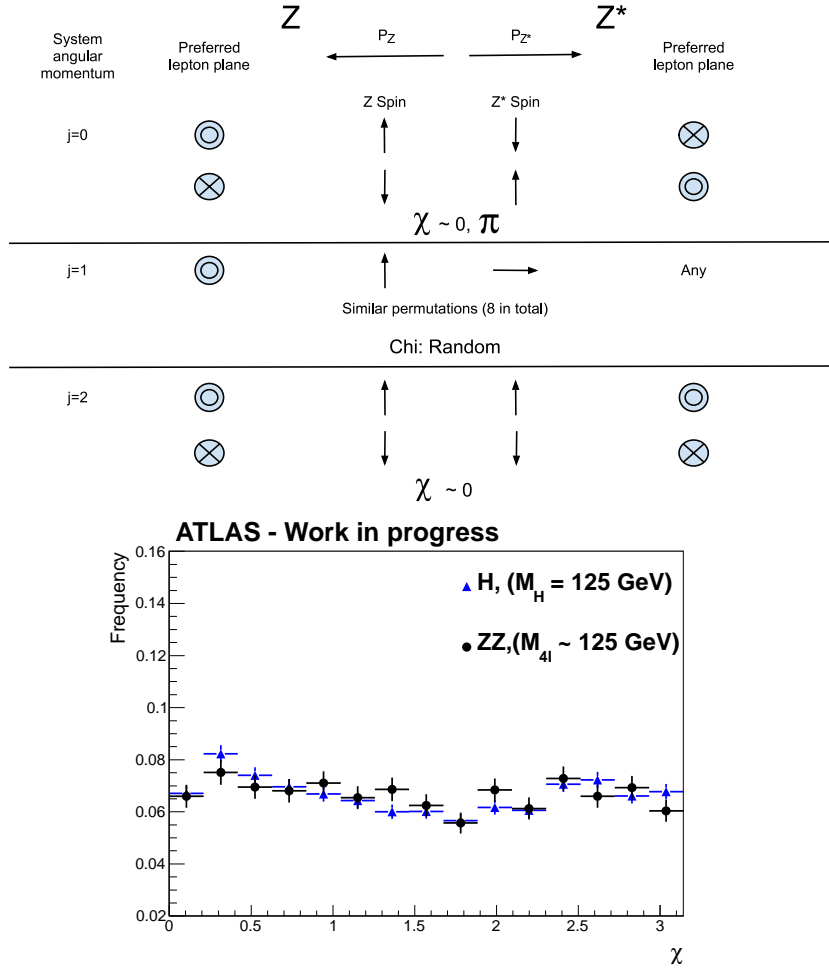 Z
Z*
System
angular
momentum
Preferred
lepton plane
P_Z
P_Z*
Preferred
lepton plane
Z Spin
Z* Spin
j=0
χ ~ 0, π
j=1
Any
Similar permutations (8 in total)
Chi: Random
j=2
χ ~ 0
ATLAS - Work in progress
Frequency
0.16
0.14
0.12
0.1
0.08
0.06
0.04
0.02
H, (M_H = 125 GeV)
ZZ,(M_4l ~ 125 GeV)
0 0.5 1 1.5 2 2.5 3
χ